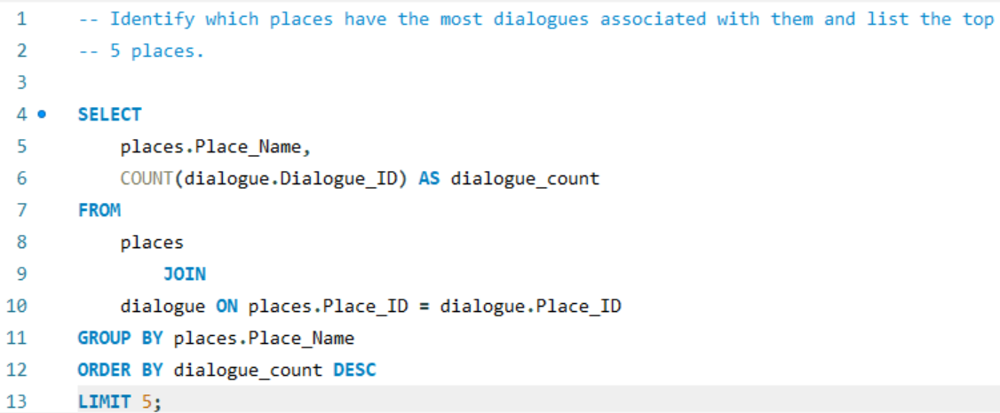 1 -- Identify which places have the most dialogues associated with them and list the top
2 -- 5 places.
3
4 SELECT
5 places.Place_Name,
6 COUNT(dialogue.Dialogue_ID) AS dialogue_count
7 FROM
8 places
9 JOIN
10 dialogue ON places.Place_ID = dialogue.Place_ID
11 GROUP BY places.Place_Name
12 ORDER BY dialogue_count DESC
13 LIMIT 5;